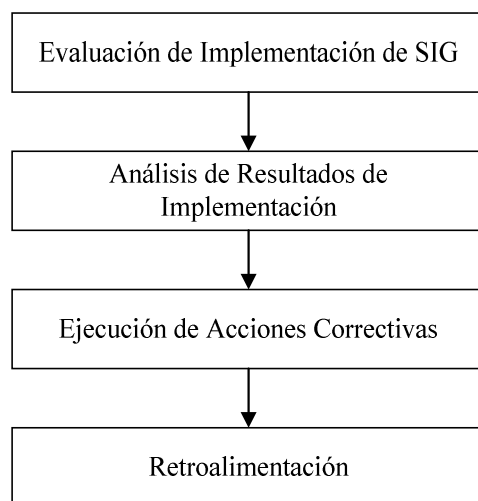 Evaluación de Implementación de SIG
Análisis de Resultados de
Implementación
Ejecución de Acciones Correctivas
Retroalimentación